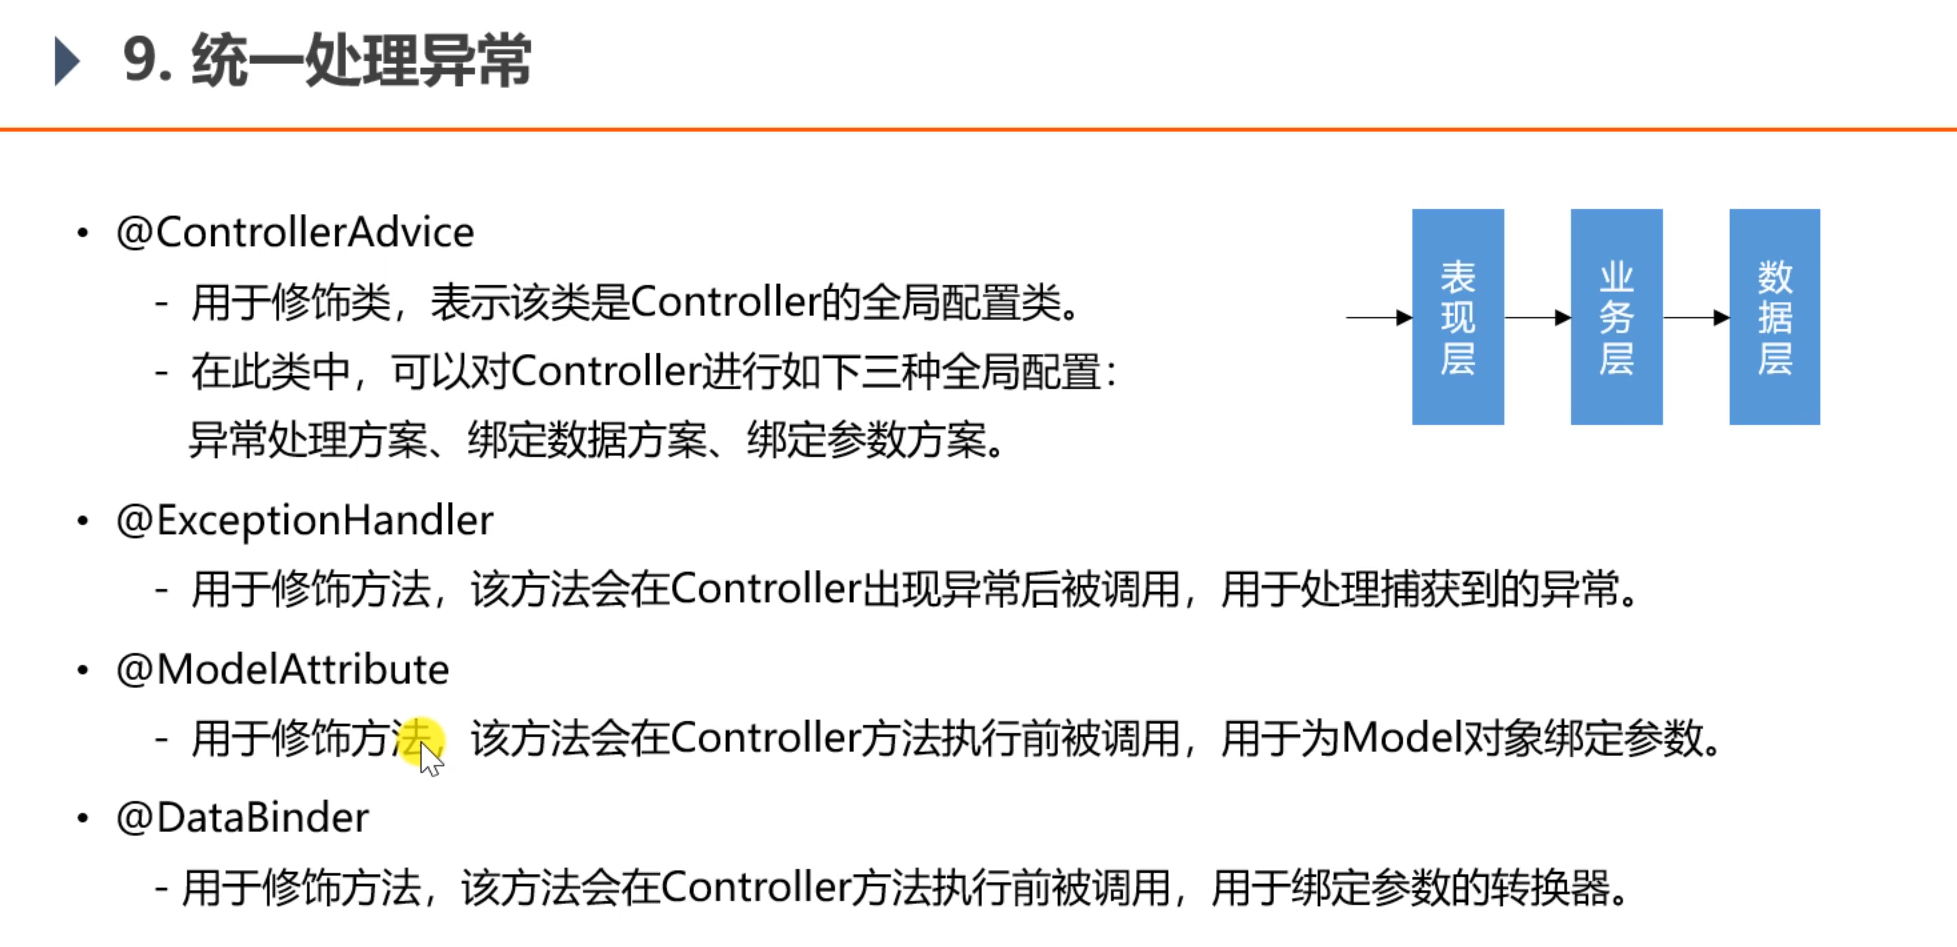 9. 统一处理异常
• @ControllerAdvice
- 用于修饰类，表示该类是Controller的全局配置类。
- 在此类中，可以对Controller进行如下三种全局配置：
异常处理方案、绑定数据方案、绑定参数方案。
• @ExceptionHandler
- 用于修饰方法，该方法会在Controller出现异常后被调用，用于处理捕获到的异常。
• @ModelAttribute
- 用于修饰方法，该方法会在Controller方法执行前被调用，用于为Model对象绑定参数。
• @DataBinder
- 用于修饰方法，该方法会在Controller方法执行前被调用，用于绑定参数的转换器。
表现层
业务层
数据层